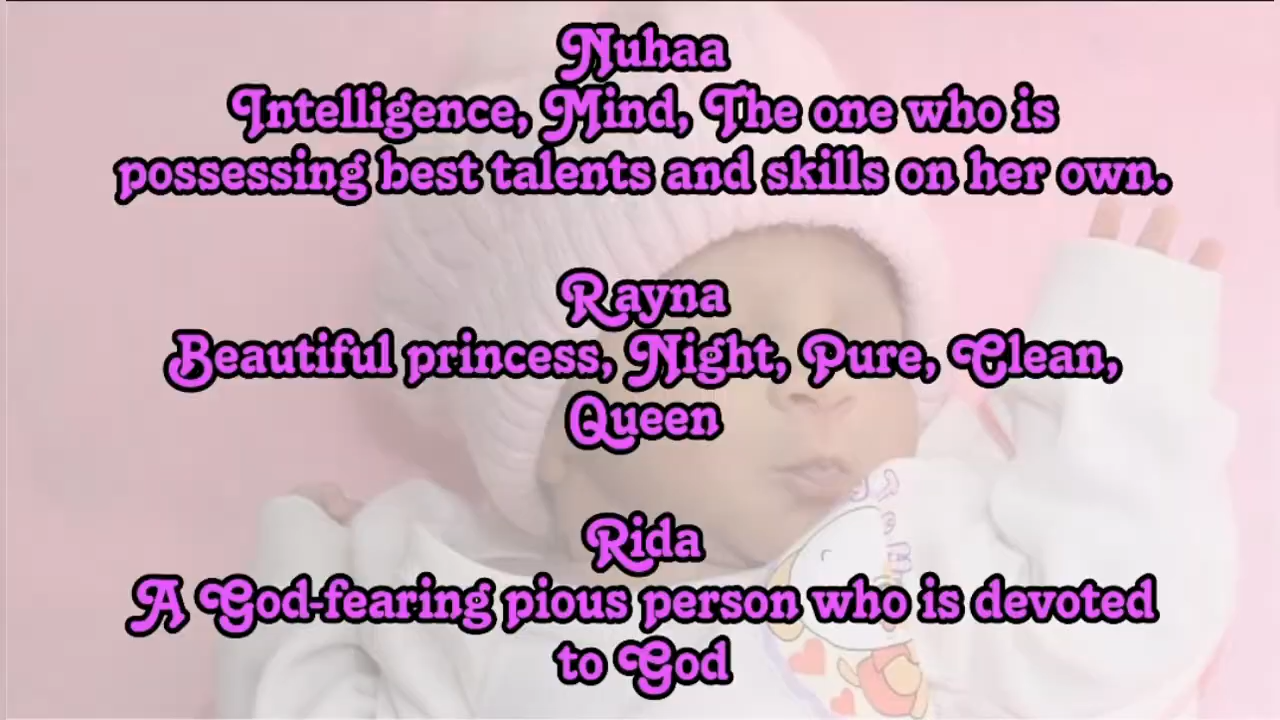 Nuhaa
Intelligence, Mind, The one who is
possessing best talents and skills on her own.
Rayna
Beautiful princess, Night, Pure, Clean,
Queen
Rida
A God-fearing pious person who is devoted
to God